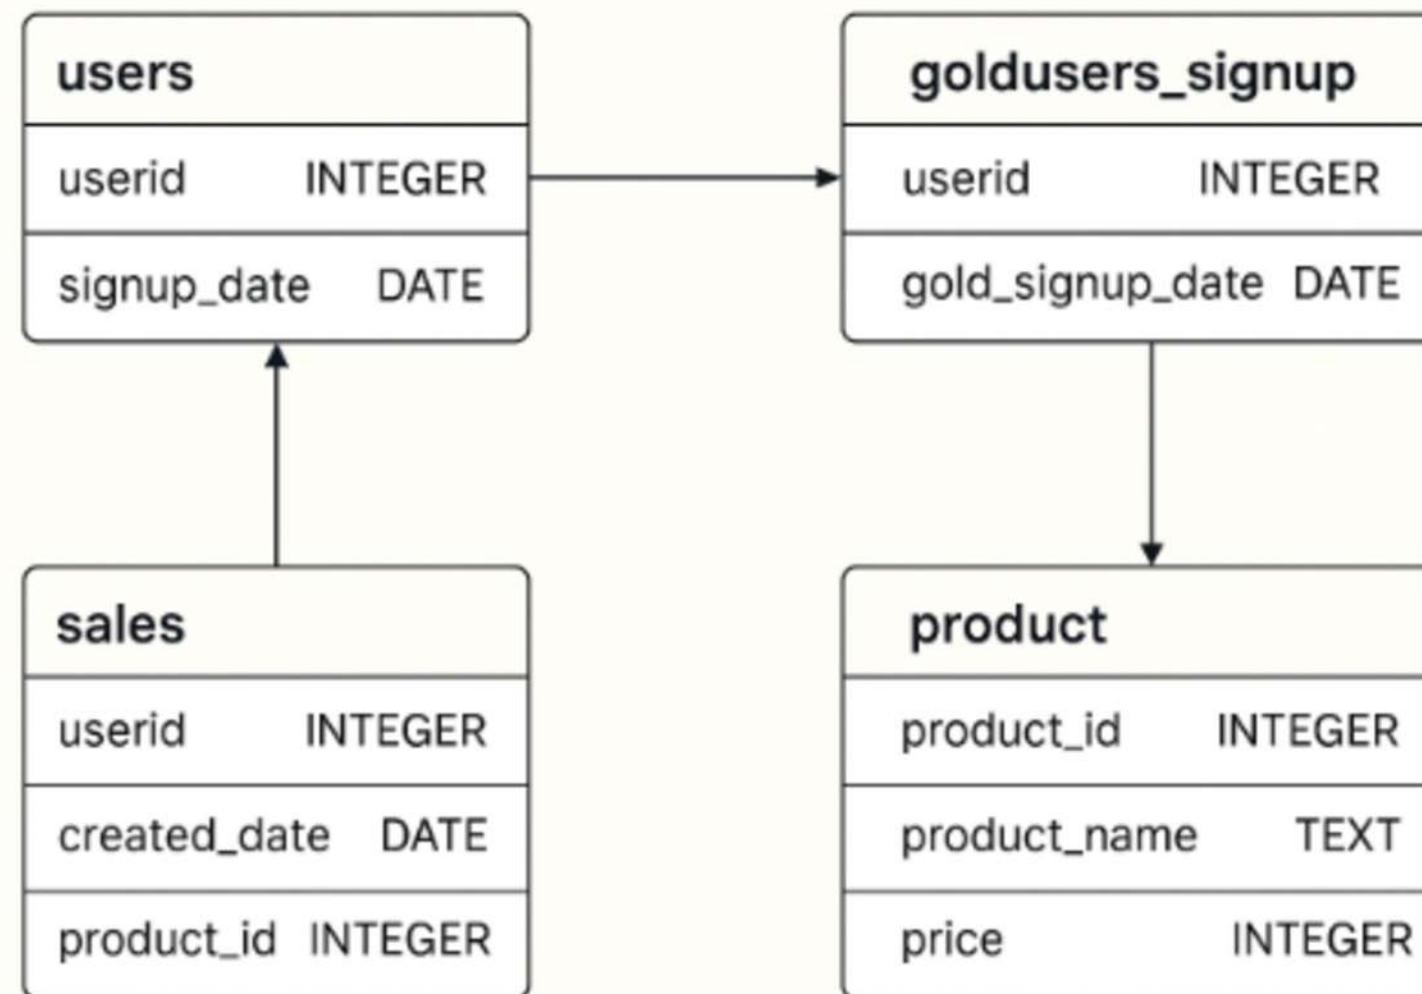 users
userid INTEGER
signup_date DATE
goldusers_signup
userid INTEGER
gold_signup_date DATE
sales
userid INTEGER
created_date DATE
product_id INTEGER
product
product_id INTEGER
product_name TEXT
price INTEGER